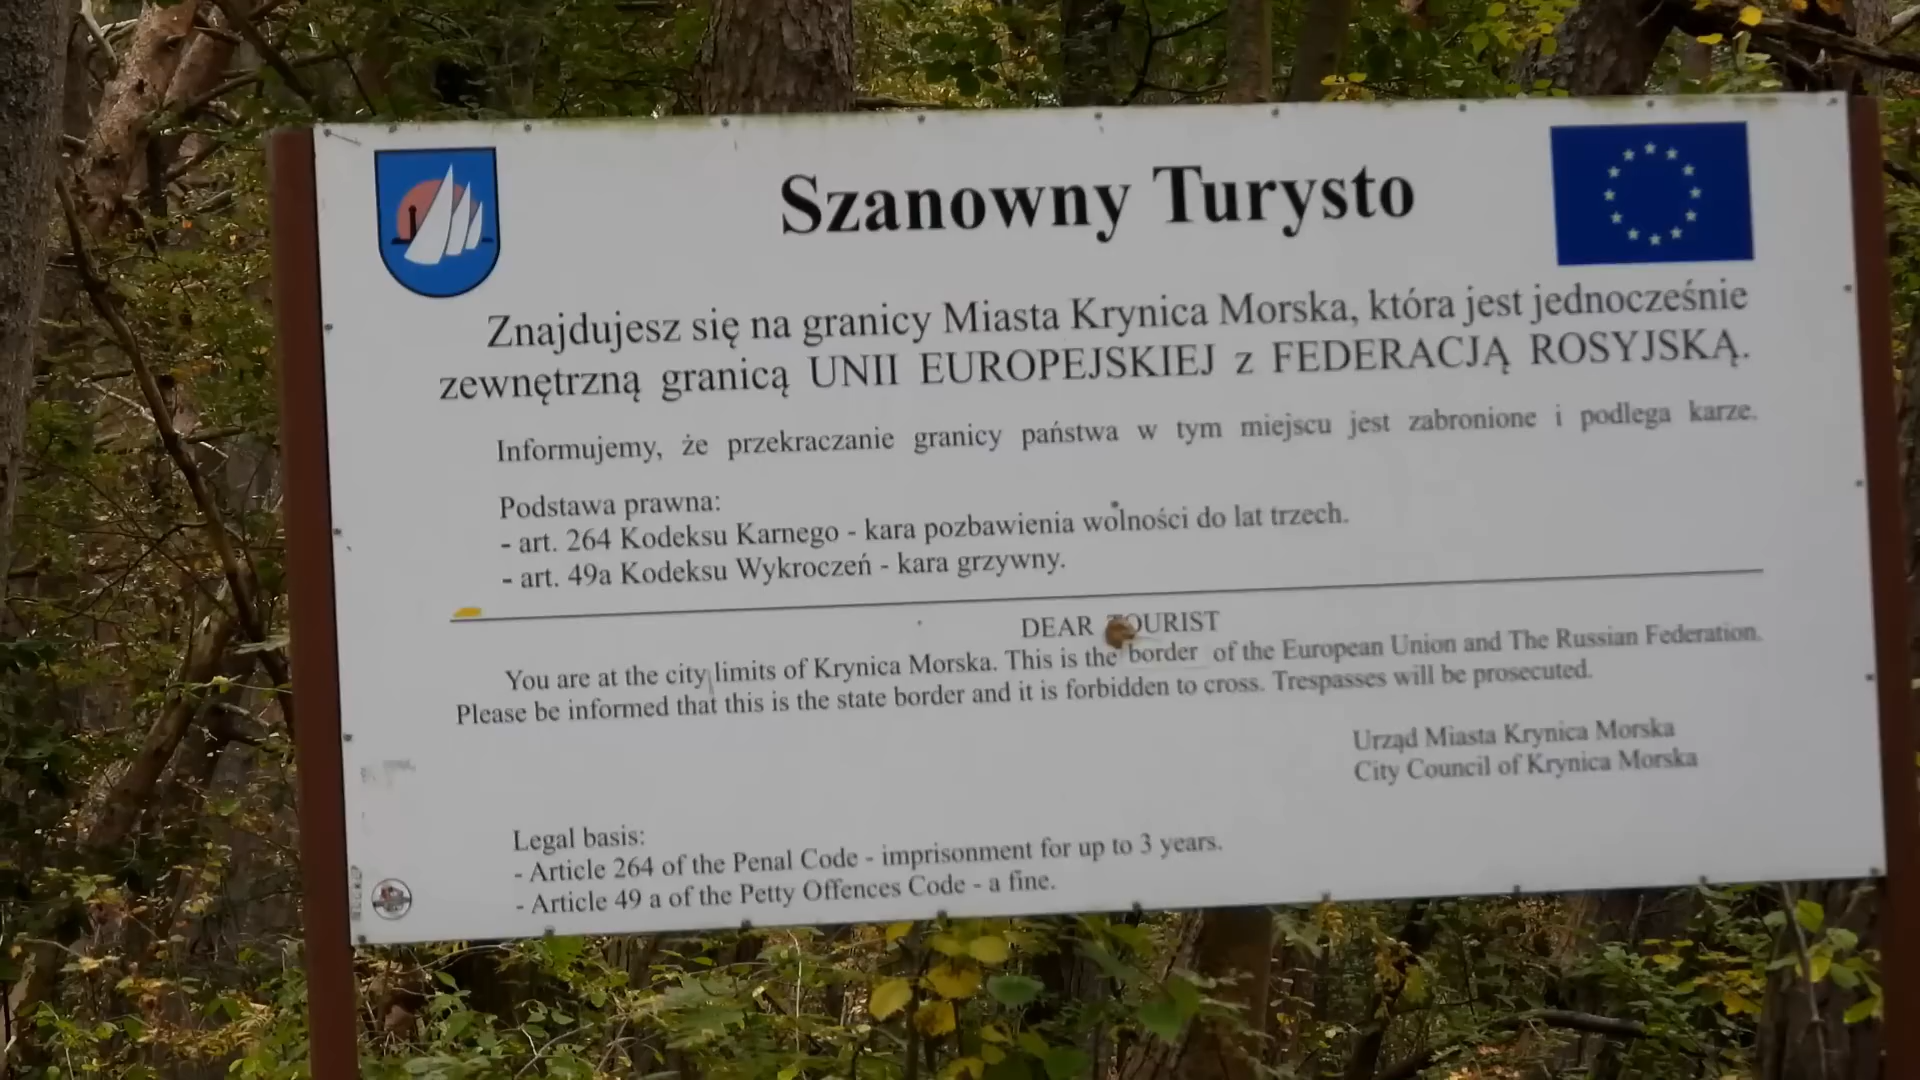 Szanowny Turysto
Znajdujesz się na granicy Miasta Krynica Morska, która jest jednocześnie
zewnętrzną granicą UNII EUROPEJSKIEJ z FEDERACJĄ ROSYJSKĄ.
Informujemy, że przekraczanie granicy państwa w tym miejscu jest zabronione i podlega karze.
Podstawa prawna:
- art. 264 Kodeksu Karnego - kara pozbawienia wolności do lat trzech.
- art. 49a Kodeksu Wykroczeń - kara grzywny.
DEAR TOURIST
You are at the city limits of Krynica Morska. This is the border of the European Union and The Russian Federation.
Please be informed that this is the state border and it is forbidden to cross. Trespasses will be prosecuted.
Urząd Miasta Krynica Morska
City Council of Krynica Morska
Legal basis:
- Article 264 of the Penal Code - imprisonment for up to 3 years.
- Article 49 a of the Petty Offences Code - a fine.